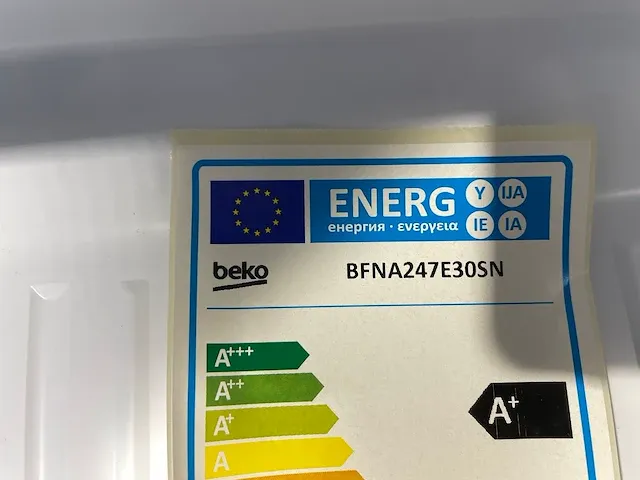 ENERG Y IJA
енергия · ενεργεια IE IA
beko BFNA247E30SN
A+++
A++
A+
A+
A